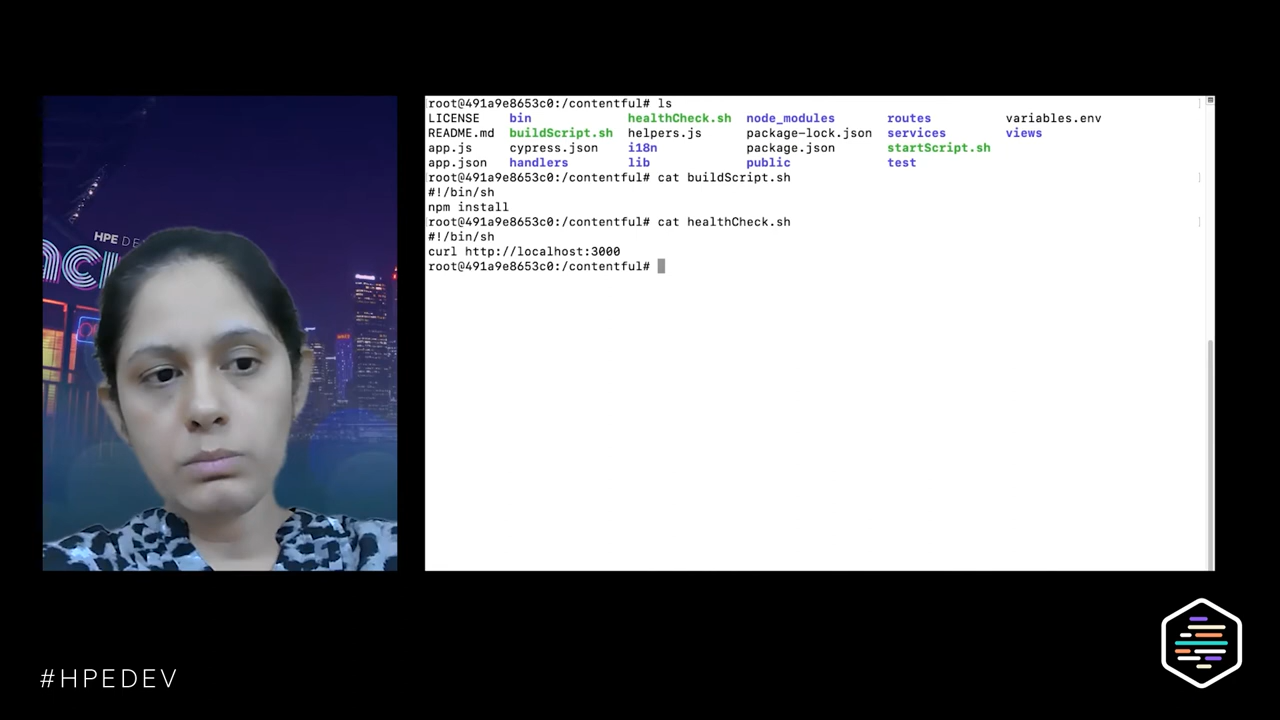 HPE DE
root@491a9e8653c0:/contentful# ls
LICENSE bin healthCheck.sh node_modules routes variables.env
README.md buildScript.sh helpers.js package-lock.json services views
app.js cypress.json i18n package.json startScript.sh
app.json handlers lib public test
root@491a9e8653c0:/contentful# cat buildScript.sh
#!/bin/sh
npm install
root@491a9e8653c0:/contentful# cat healthCheck.sh
#!/bin/sh
curl http://localhost:3000
root@491a9e8653c0:/contentful#
#HPEDEV